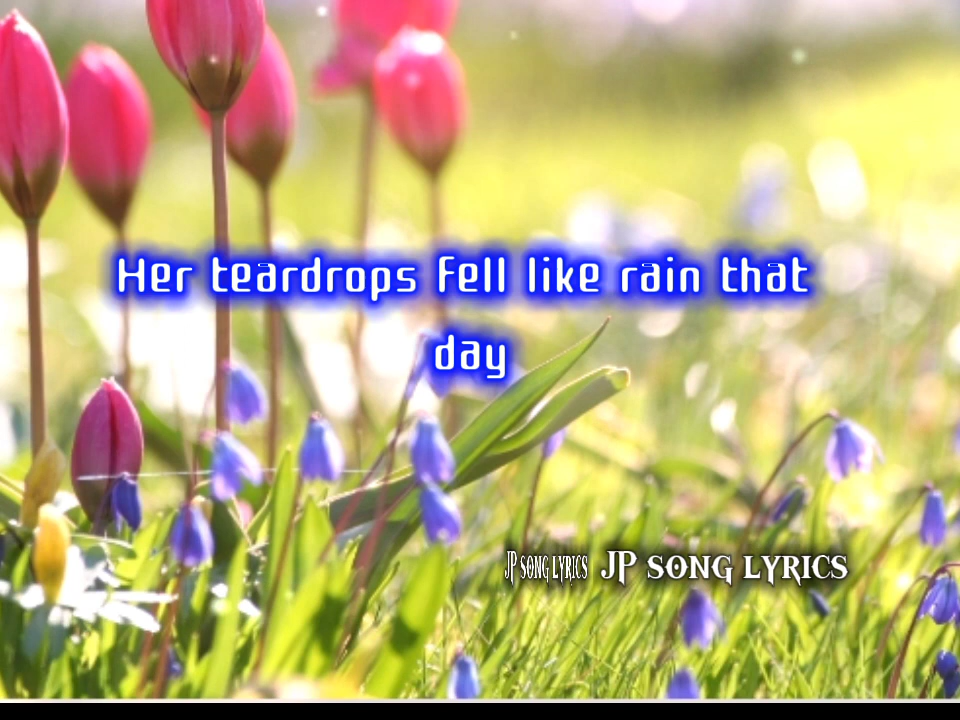 Her teardrops fell like rain that
day
JP SONG LYRICS JP SONG LYRICS